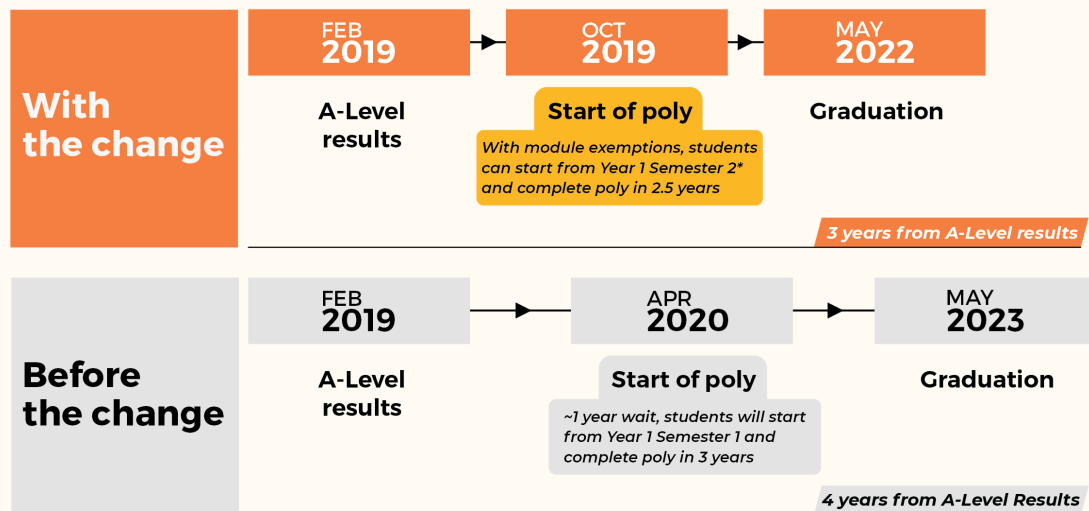 With
the change
FEB
2019
A-Level
results
OCT
2019
Start of poly
With module exemptions, students
can start from Year 1 Semester 2*
and complete poly in 2.5 years
MAY
2022
Graduation
3 years from A-Level results
Before
the change
FEB
2019
A-Level
results
APR
2020
Start of poly
~1 year wait, students will start
from Year 1 Semester 1 and
complete poly in 3 years
MAY
2023
Graduation
4 years from A-Level Results